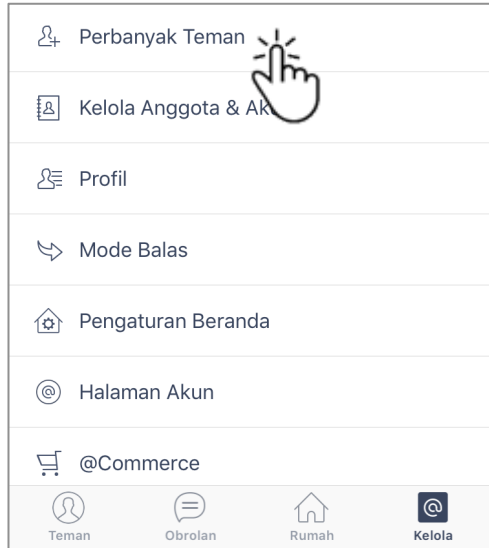 Perbanyak Teman
Kelola Anggota & Ak
Profil
Mode Balas
Pengaturan Beranda
Halaman Akun
@Commerce
Teman
Obrolan
Rumah
Kelola